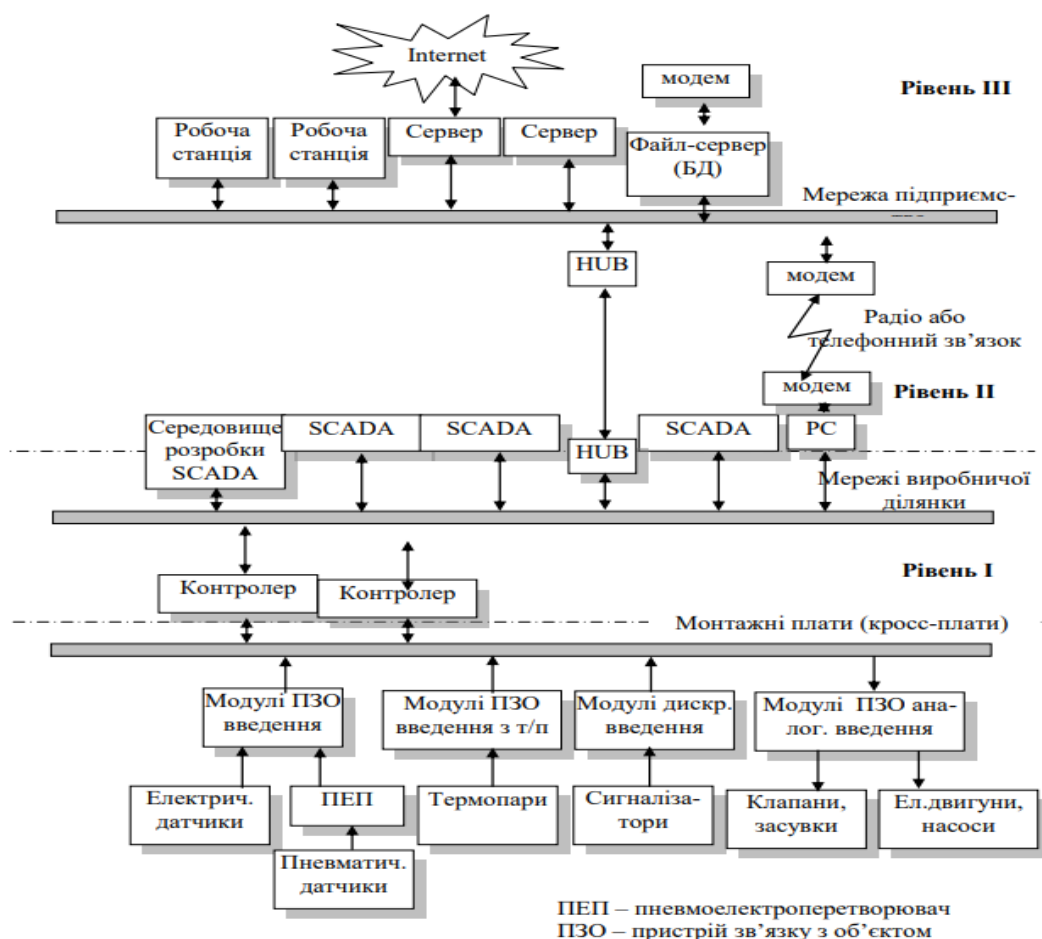 Internet
модем
Рівень III
Робоча
станція
Робоча
станція
Сервер
Сервер
Файл-сервер
(БД)
Мережа підприємс-
HUB
модем
Радіо або
телефонний зв’язок
модем
Рівень II
Середовище
розробки
SCADA
SCADA
SCADA
HUB
SCADA
PC
Мережі виробничої
ділянки
Рівень I
Контролер
Контролер
Монтажні плати (кросс-плати)
Модулі ПЗО
введення
Модулі ПЗО
введення з т/п
Модулі дискр.
введення
Модулі ПЗО ана-
лог. введення
Електрич.
датчики
ПЕП
Термопари
Сигналіза-
тори
Клапани,
засувки
Ел.двигуни,
насоси
Пневматич.
датчики
ПЕП – пневмоелектроперетворювач
ПЗО – пристрій зв’язку з об’єктом